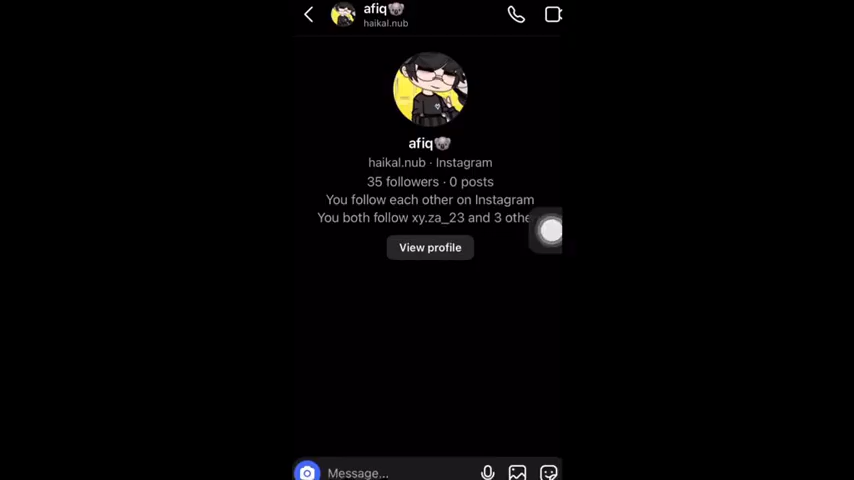 afiq🐨
haikal.nub
afiq🐨
haikal.nub · Instagram
35 followers · 0 posts
You follow each other on Instagram
You both follow xy.za_23 and 3 othe
View profile
Message...